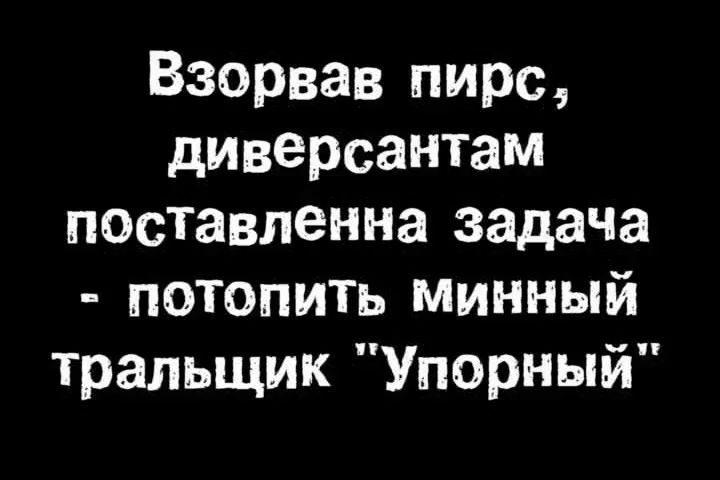 Взорвав пирс,
диверсантам
поставленна задача
- потопить минный
тральщик "Упорный"